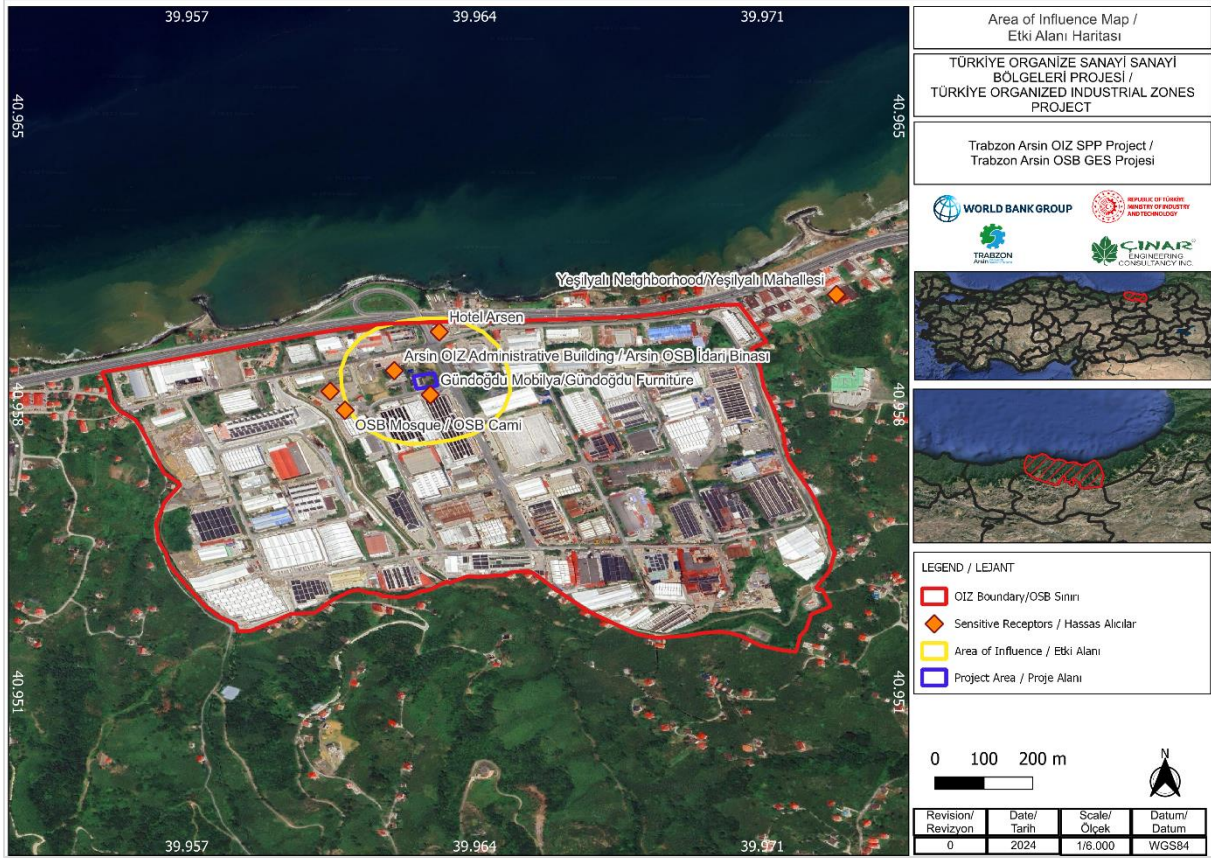 39.957
39.964
39.971
40.965
40.965
Yeşilyalı Neighborhood/Yeşilyalı Mahallesi
Hotel Arsen
Arsin OIZ Administrative Building / Arsin OSB İdari Binası
Gündoğdu Mobilya/Gündoğdu Furniture
OSB Mosque / OSB Cami
40.958
40.958
40.951
40.951
39.957
39.964
39.971
Area of Influence Map /
Etki Alanı Haritası
TÜRKİYE ORGANİZE SANAYİ SANAYİ
BÖLGELERİ PROJESİ /
TÜRKİYE ORGANIZED INDUSTRIAL ZONES
PROJECT
Trabzon Arsin OIZ SPP Project /
Trabzon Arsin OSB GES Projesi
WORLD BANK GROUP
REPUBLIC OF TÜRKİYE
MINISTRY OF INDUSTRY
AND TECHNOLOGY
TRABZON
Arsin
ÇINAR
ENGINEERING
CONSULTANCY INC.
LEGEND / LEJANT
OIZ Boundary/OSB Sınırı
Sensitive Receptors / Hassas Alıcılar
Area of Influence / Etki Alanı
Project Area / Proje Alanı
0 100 200 m
N
Revision/
Revizyon
Date/
Tarih
Scale/
Ölçek
Datum/
Datum
0
2024
1/6.000
WGS84